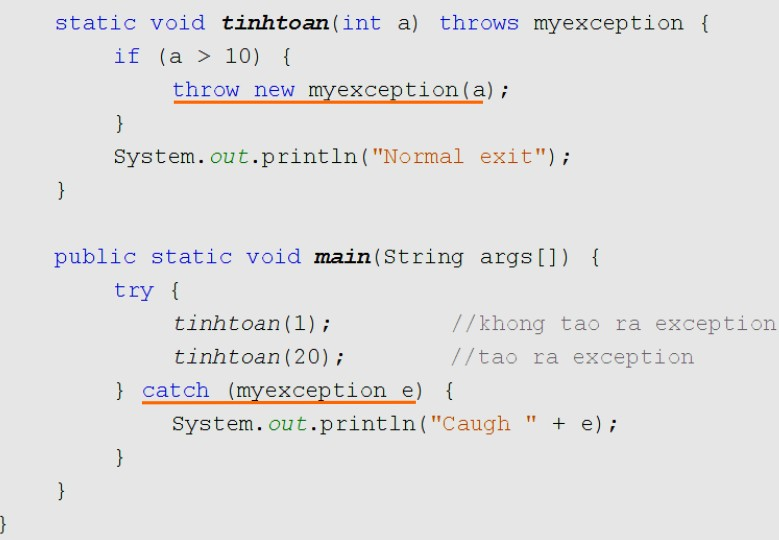 static void tinhtoan(int a) throws myexception {
if (a > 10) {
throw new myexception(a);
}
System.out.println("Normal exit");
}
public static void main(String args[]) {
try {
tinhtoan(1); //khong tao ra exception
tinhtoan(20); //tao ra exception
} catch (myexception e) {
System.out.println("Caugh " + e);
}
}
}